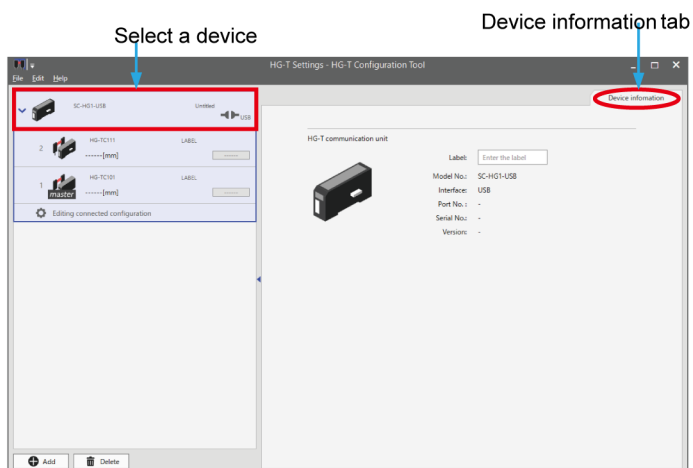 Select a device
Device information tab
HG-T Settings - HG-T Configuration Tool
File Edit Help
SC-HG1-USB Untitled
USB
2 HG-TC111 LABEL
------[mm] ------
1 HG-TC101 LABEL
master ------[mm] ------
Editing connected configuration
Add Delete
Device infomation
HG-T communication unit
Label: Enter the label
Model No.: SC-HG1-USB
Interface: USB
Port No. : -
Serial No.: -
Version: -